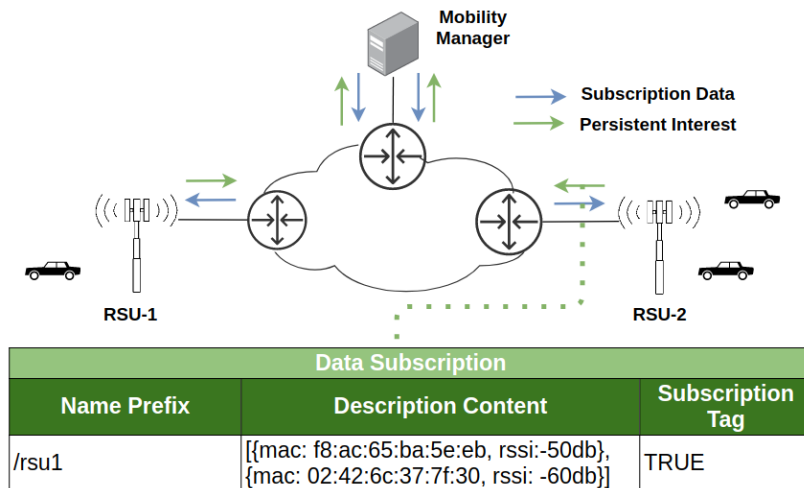 Mobility
Manager
Subscription Data
Persistent Interest
RSU-1
RSU-2
Data Subscription
Name Prefix
Description Content
Subscription
Tag
/rsu1
[{mac: f8:ac:65:ba:5e:eb, rssi:-50db},
{mac: 02:42:6c:37:7f:30, rssi: -60db}]
TRUE